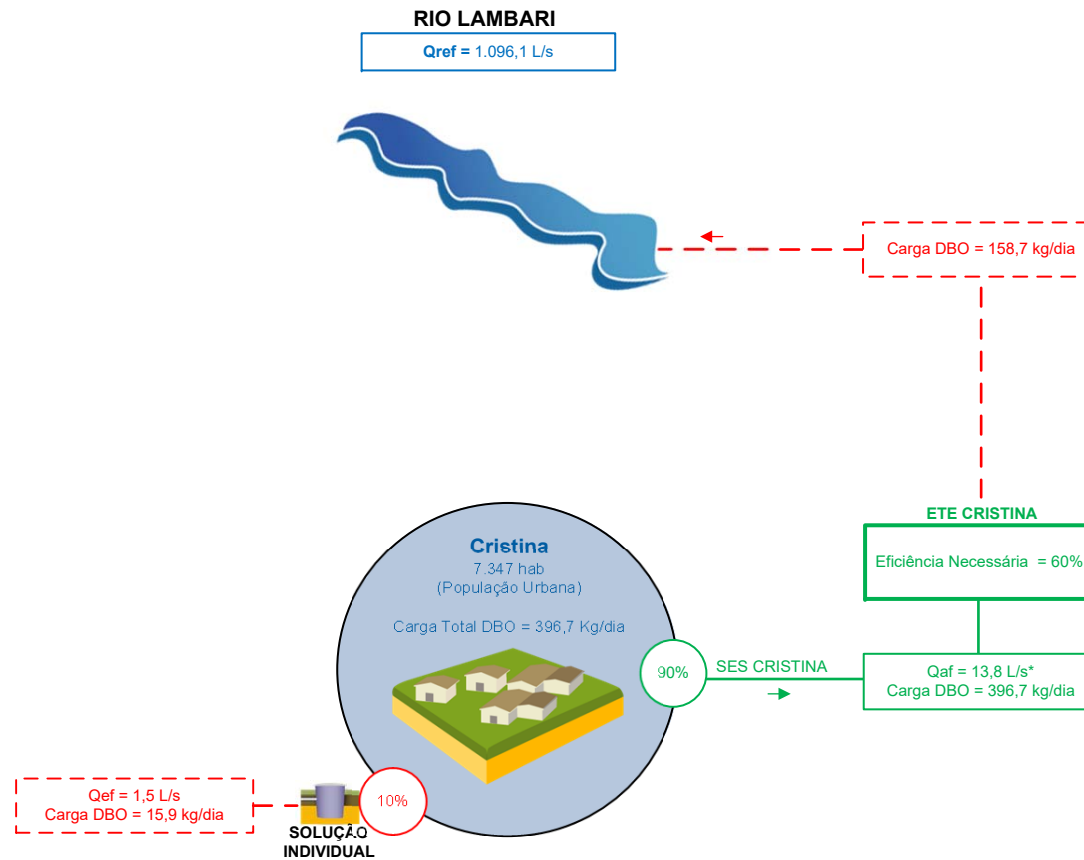 RIO LAMBARI
Qref = 1.096,1 L/s
Carga DBO = 158,7 kg/dia
ETE CRISTINA
Eficiência Necessária = 60%
Cristina
7.347 hab
(População Urbana)
Carga Total DBO = 396,7 Kg/dia
90%
SES CRISTINA
Qaf = 13,8 L/s*
Carga DBO = 396,7 kg/dia
Qef = 1,5 L/s
Carga DBO = 15,9 kg/dia
10%
SOLUÇÃO
INDIVIDUAL